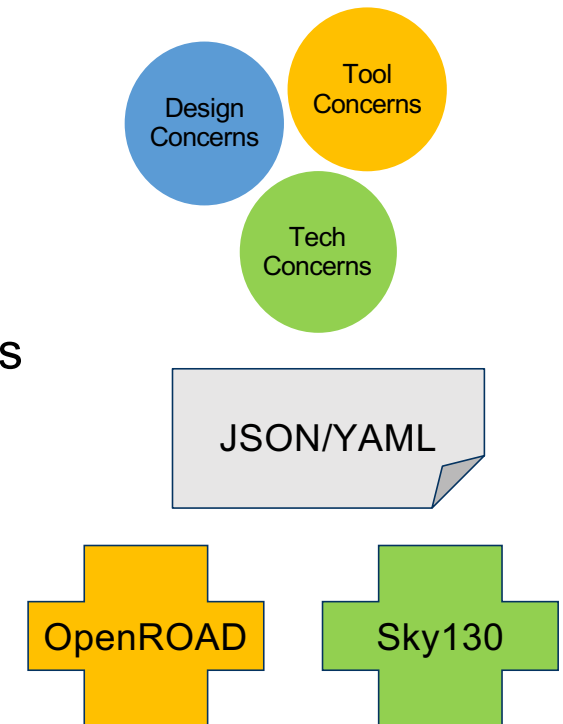 Tool
Concerns
Design
Concerns
Tech
Concerns
s
JSON/YAML
OpenROAD
Sky130